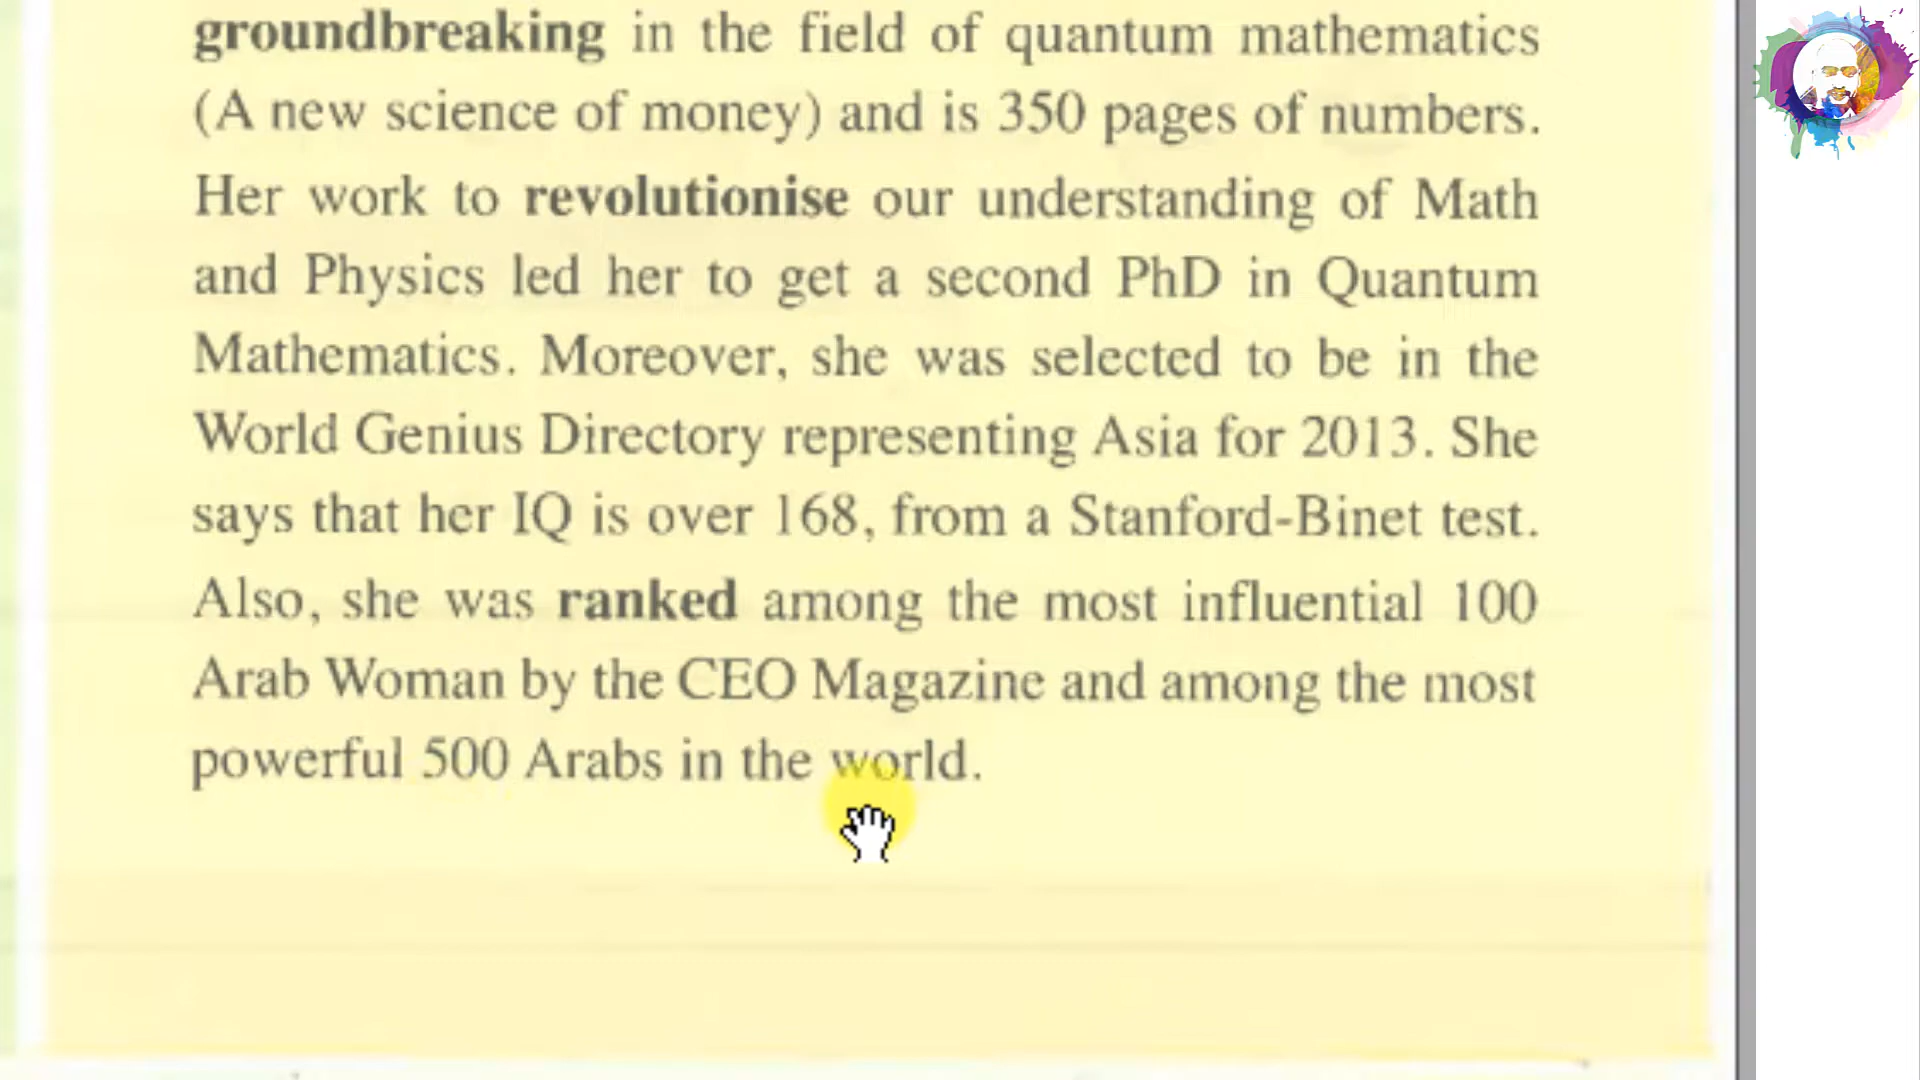 groundbreaking in the field of quantum mathematics
(A new science of money) and is 350 pages of numbers.
Her work to revolutionise our understanding of Math
and Physics led her to get a second PhD in Quantum
Mathematics. Moreover, she was selected to be in the
World Genius Directory representing Asia for 2013. She
says that her IQ is over 168, from a Stanford-Binet test.
Also, she was ranked among the most influential 100
Arab Woman by the CEO Magazine and among the most
powerful 500 Arabs in the world.